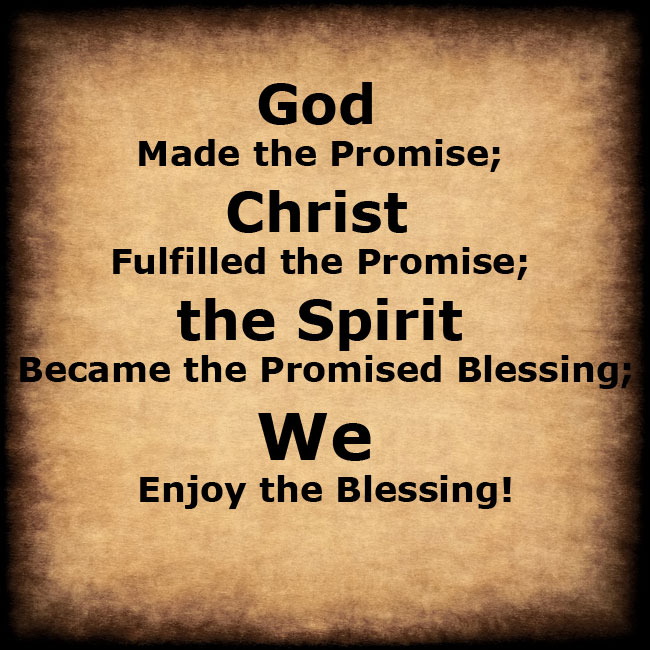 God
Made the Promise;
Christ
Fulfilled the Promise;
the Spirit
Became the Promised Blessing;
We
Enjoy the Blessing!